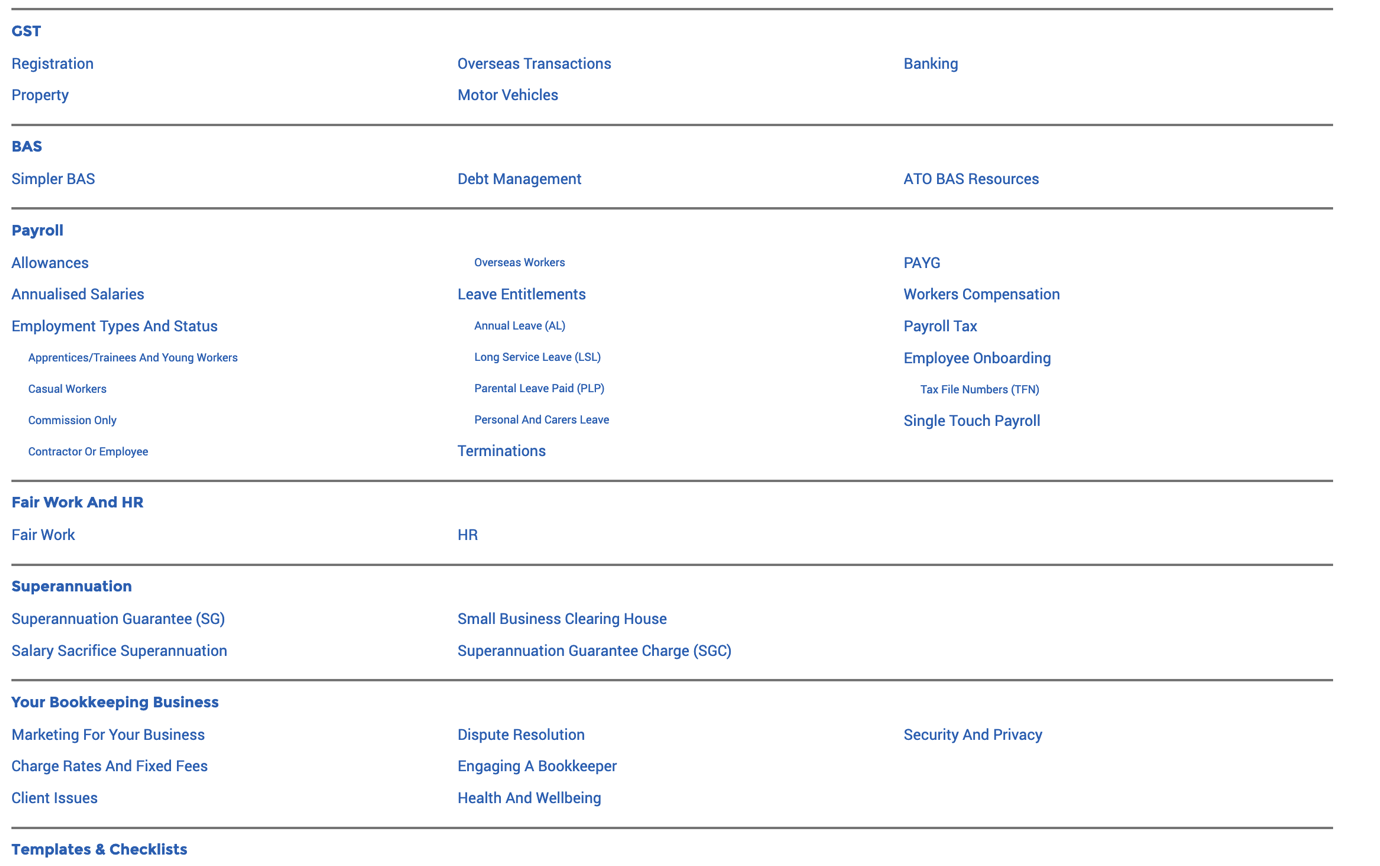 GST
Registration
Property
Overseas Transactions
Motor Vehicles
Banking
BAS
Simpler BAS
Debt Management
ATO BAS Resources
Payroll
Allowances
Annualised Salaries
Employment Types And Status
Apprentices/Trainees And Young Workers
Casual Workers
Commission Only
Contractor Or Employee
Overseas Workers
Leave Entitlements
Annual Leave (AL)
Long Service Leave (LSL)
Parental Leave Paid (PLP)
Personal And Carers Leave
Terminations
PAYG
Workers Compensation
Payroll Tax
Employee Onboarding
Tax File Numbers (TFN)
Single Touch Payroll
Fair Work And HR
Fair Work
HR
Superannuation
Superannuation Guarantee (SG)
Salary Sacrifice Superannuation
Small Business Clearing House
Superannuation Guarantee Charge (SGC)
Your Bookkeeping Business
Marketing For Your Business
Charge Rates And Fixed Fees
Client Issues
Dispute Resolution
Engaging A Bookkeeper
Health And Wellbeing
Security And Privacy
Templates & Checklists